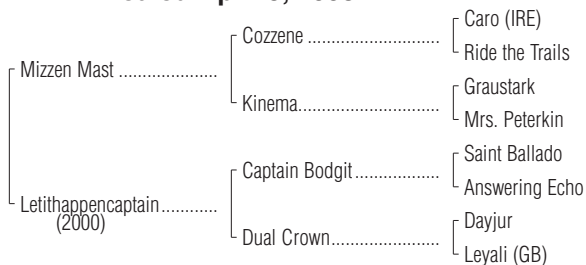 Caro (IRE)
Cozzene
Ride the Trails
Mizzen Mast
Graustark
Kinema
Mrs. Peterkin
Saint Ballado
Captain Bodgit
Answering Echo
Letithappencaptain
(2000)
Dayjur
Dual Crown
Leyali (GB)